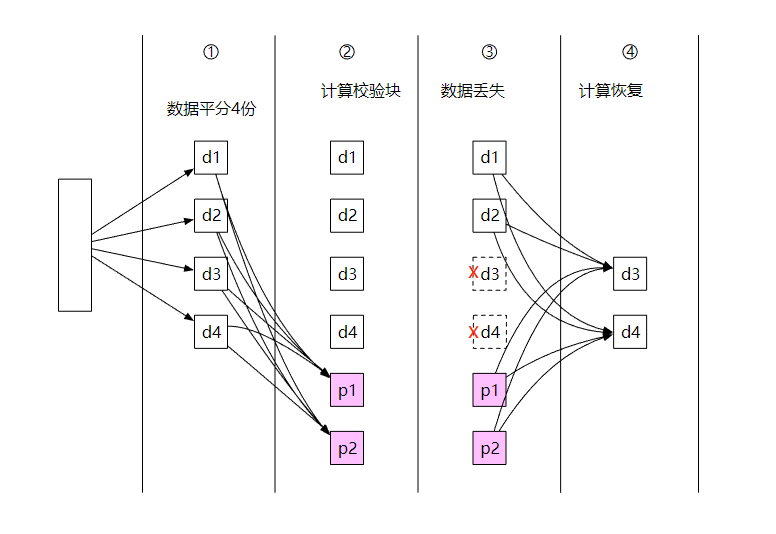 ①
②
③
④
数据平分4份
计算校验块
数据丢失
计算恢复
d1
d1
d1
d2
d2
d2
d3
d3
X d3
d3
d4
d4
X d4
d4
p1
p1
p2
p2